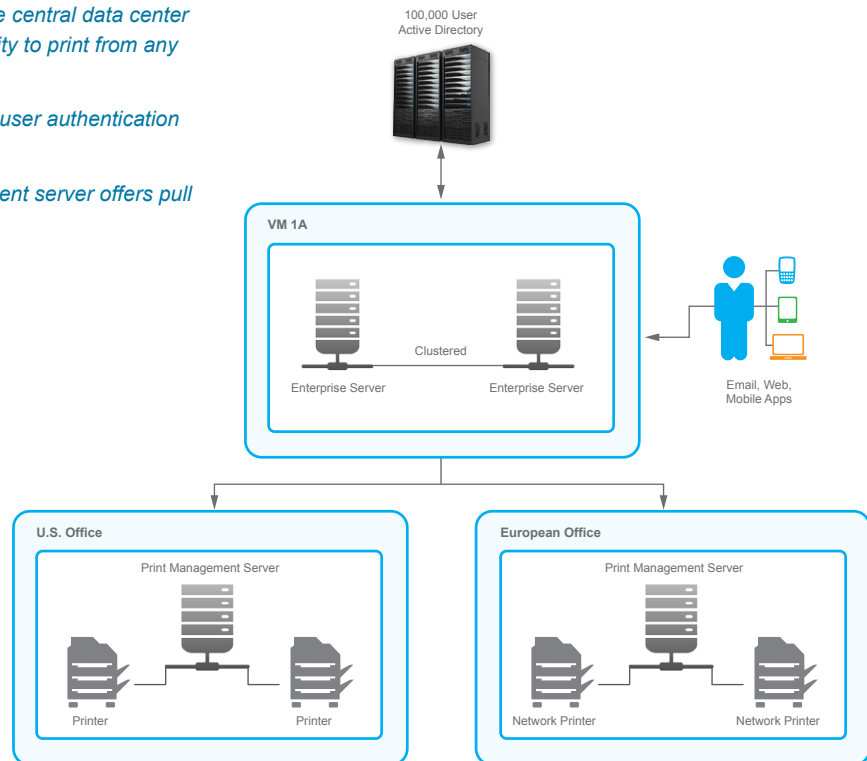 e central data center
ity to print from any
user authentication
ent server offers pull
100,000 User
Active Directory
VM 1A
Clustered
Enterprise Server
Enterprise Server
Email, Web,
Mobile Apps
U.S. Office
Print Management Server
Printer
Printer
European Office
Print Management Server
Network Printer
Network Printer